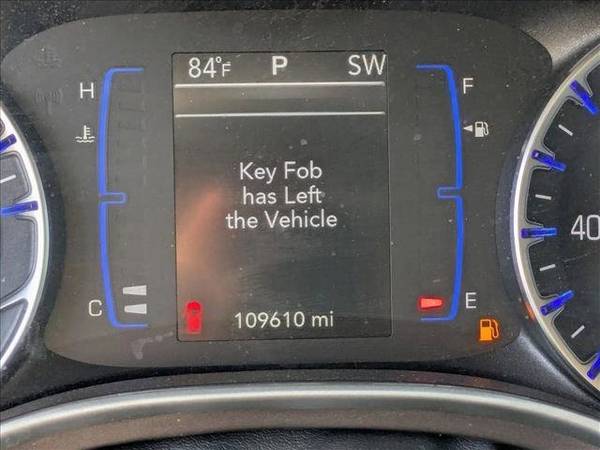 84°F P SW
H F
Key Fob
has Left
the Vehicle
40
C E
109610 mi